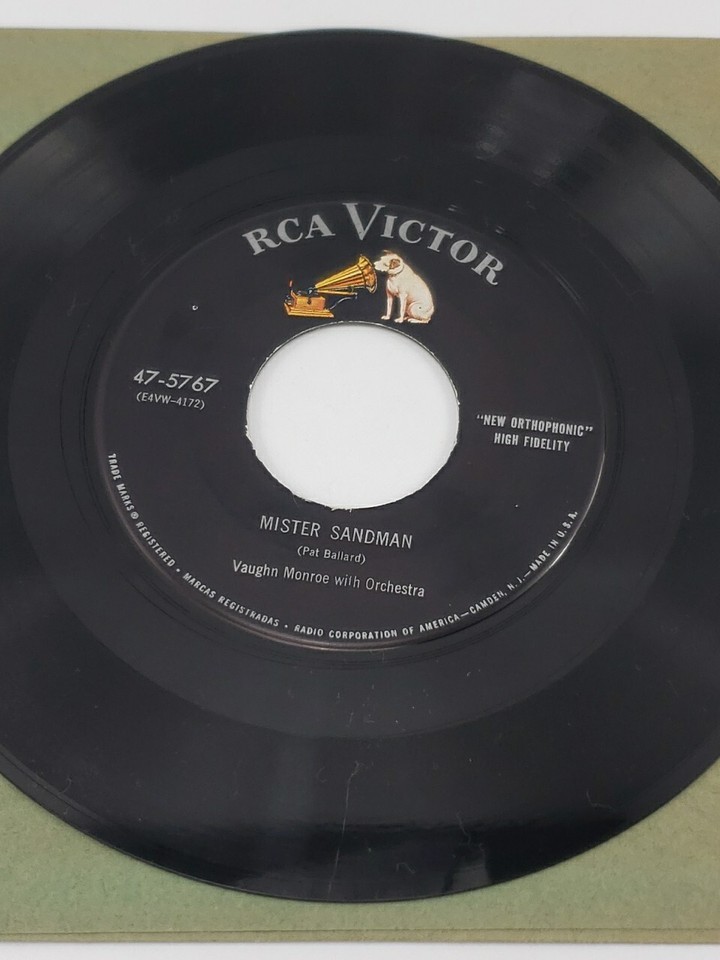 RCA VICTOR
47-5767
(E4VW-4172)
"NEW ORTHOPHONIC"
HIGH FIDELITY
MISTER SANDMAN
(Pat Ballard)
Vaughn Monroe with Orchestra
TRADE MARKS ® REGISTERED • MARCAS REGISTRADAS • RADIO CORPORATION OF AMERICA—CAMDEN, N. J.—MADE IN U.S.A.